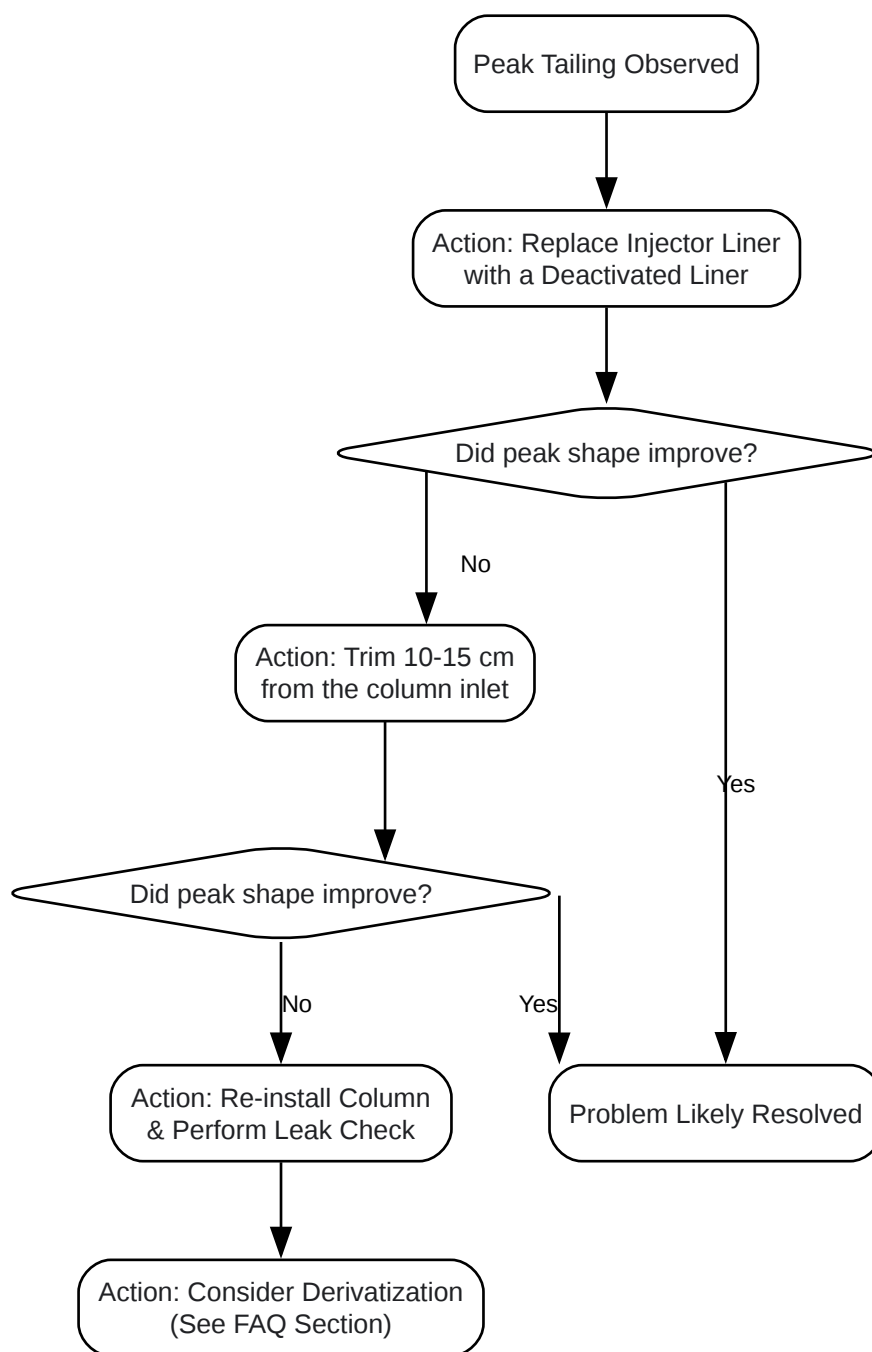 Peak Tailing Observed
Action: Replace Injector Liner
with a Deactivated Liner
Did peak shape improve?
No
Action: Trim 10-15 cm
from the column inlet
Yes
Did peak shape improve?
No
Yes
Action: Re-install Column
& Perform Leak Check
Problem Likely Resolved
Action: Consider Derivatization
(See FAQ Section)